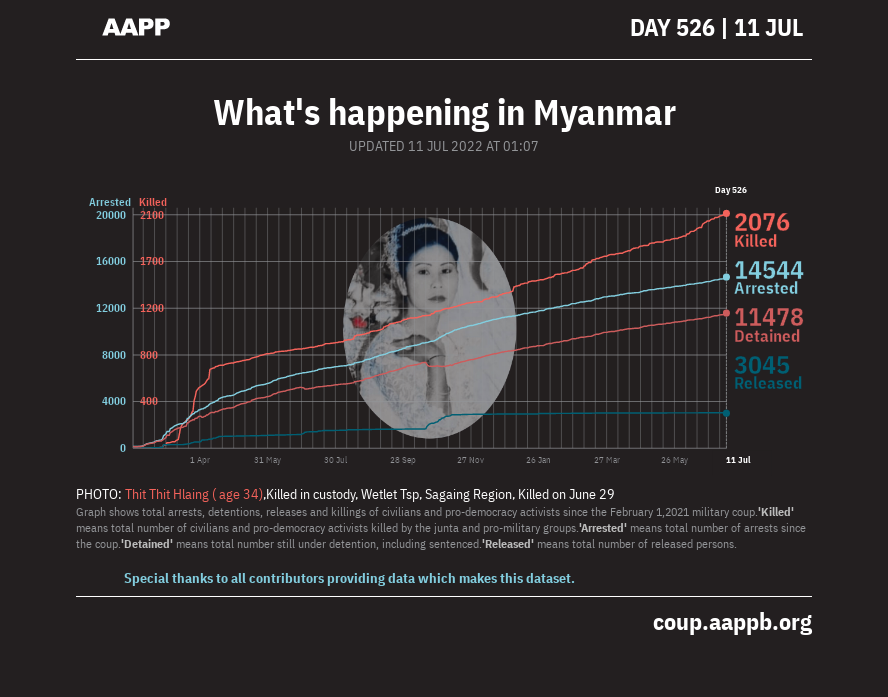 AAPP
DAY 526 | 11 JUL
What's happening in Myanmar
UPDATED 11 JUL 2022 AT 01:07
Day 526
Arrested Killed
20000 2100
2076
Killed
16000 1700
14544
Arrested
12000 1200
11478
Detained
8000 800
3045
Released
4000 400
0
1 Apr 31 May 30 Jul 28 Sep 27 Nov 26 Jan 27 Mar 26 May 11 Jul
PHOTO: Thit Thit Hlaing ( age 34),Killed in custody, Wetlet Tsp, Sagaing Region, Killed on June 29
Graph shows total arrests, detentions, releases and killings of civilians and pro-democracy activists since the February 1,2021 military coup.'Killed'
means total number of civilians and pro-democracy activists killed by the junta and pro-military groups.'Arrested' means total number of arrests since
the coup.'Detained' means total number still under detention, including sentenced.'Released' means total number of released persons.
Special thanks to all contributors providing data which makes this dataset.
coup.aappb.org